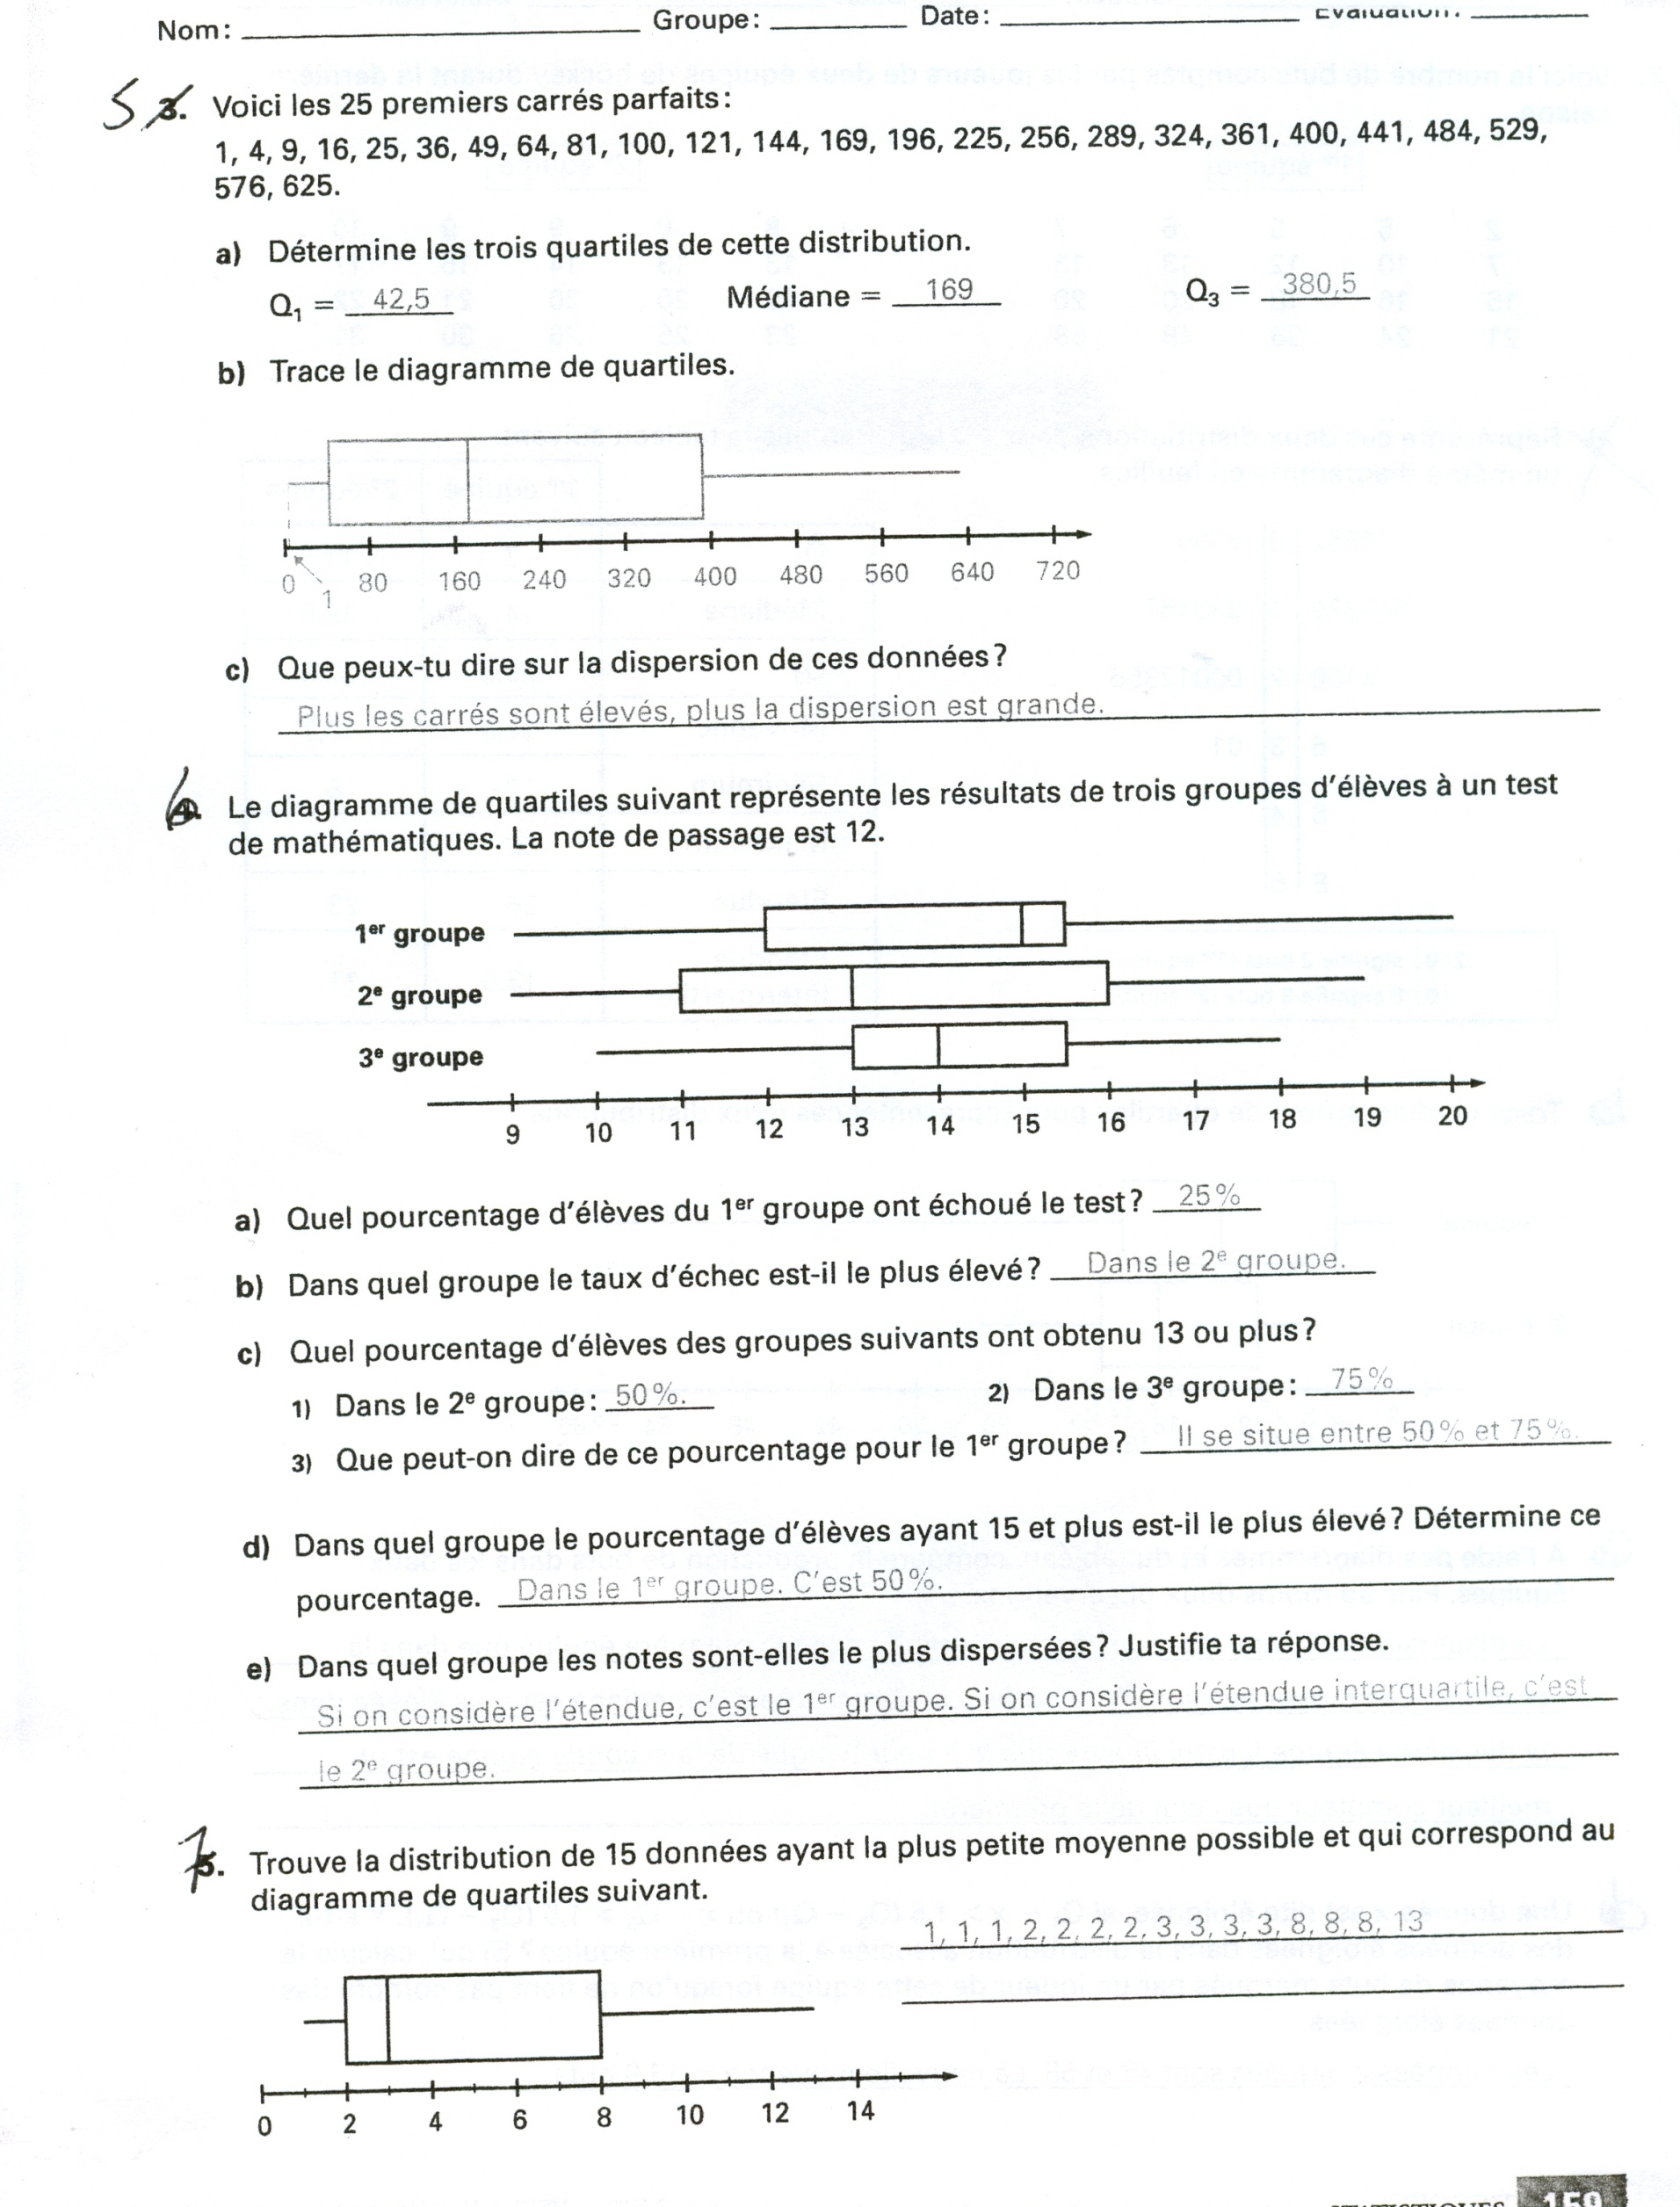 Nom: Groupe: Date: Evaluation:
5 3. Voici les 25 premiers carrés parfaits:
1, 4, 9, 16, 25, 36, 49, 64, 81, 100, 121, 144, 169, 196, 225, 256, 289, 324, 361, 400, 441, 484, 529,
576, 625.
a) Détermine les trois quartiles de cette distribution.
Q₁ = 42,5 Médiane = 169 Q₃ = 380,5
b) Trace le diagramme de quartiles.
0 80 160 240 320 400 480 560 640 720
1
c) Que peux-tu dire sur la dispersion de ces données?
Plus les carrés sont élevés, plus la dispersion est grande.
6 4. Le diagramme de quartiles suivant représente les résultats de trois groupes d'élèves à un test
de mathématiques. La note de passage est 12.
1er groupe
2e groupe
3e groupe
9 10 11 12 13 14 15 16 17 18 19 20
a) Quel pourcentage d'élèves du 1er groupe ont échoué le test? 25%
b) Dans quel groupe le taux d'échec est-il le plus élevé? Dans le 2e groupe.
c) Quel pourcentage d'élèves des groupes suivants ont obtenu 13 ou plus?
1) Dans le 2e groupe: 50%. 2) Dans le 3e groupe: 75%
3) Que peut-on dire de ce pourcentage pour le 1er groupe? Il se situe entre 50% et 75%.
d) Dans quel groupe le pourcentage d'élèves ayant 15 et plus est-il le plus élevé? Détermine ce
pourcentage. Dans le 1er groupe. C'est 50%.
e) Dans quel groupe les notes sont-elles le plus dispersées? Justifie ta réponse.
Si on considère l'étendue, c'est le 1er groupe. Si on considère l'étendue interquartile, c'est
le 2e groupe.
7 5. Trouve la distribution de 15 données ayant la plus petite moyenne possible et qui correspond au
diagramme de quartiles suivant.
1, 1, 1, 2, 2, 2, 2, 3, 3, 3, 3, 8, 8, 8, 13
0 2 4 6 8 10 12 14
STATISTIQUES 159